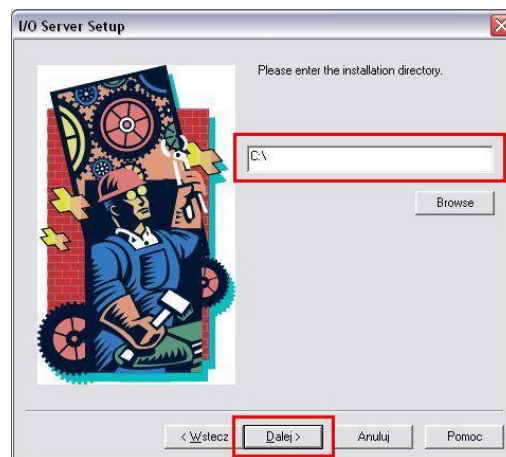 I/O Server Setup
Please enter the installation directory.
C:\
Browse
< Wstecz
Dalej >
Anuluj
Pomoc